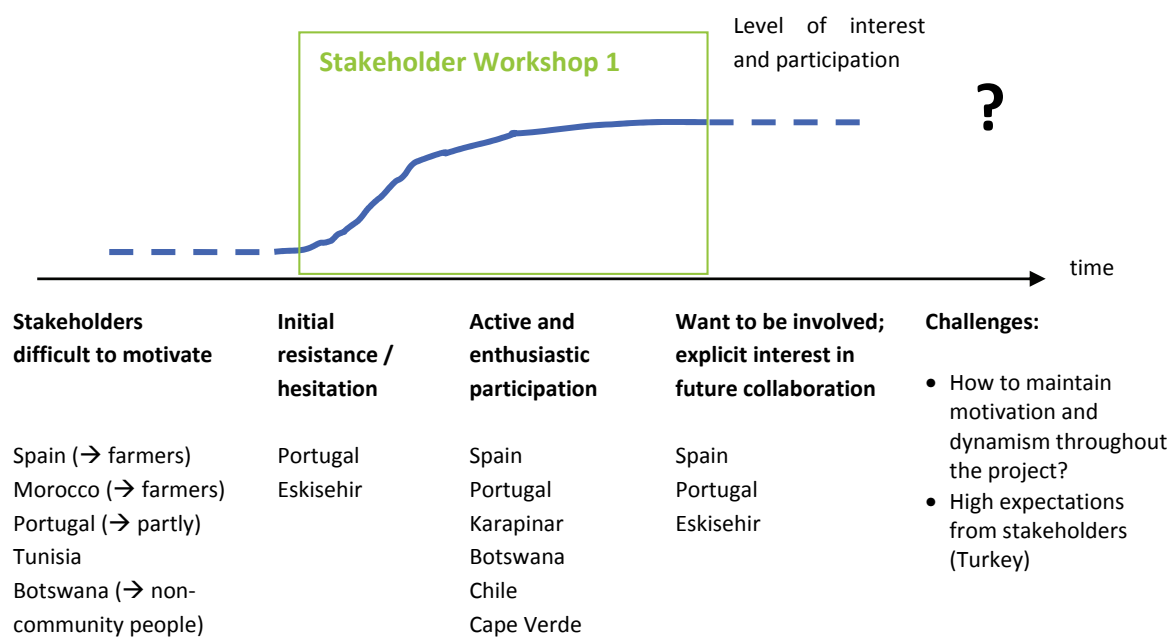 Level of interest
and participation
Stakeholder Workshop 1
?
time
Stakeholders
difficult to motivate
Spain (→ farmers)
Morocco (→ farmers)
Portugal (→ partly)
Tunisia
Botswana (→ non-
community people)
Initial
resistance /
hesitation
Portugal
Eskisehir
Active and
enthusiastic
participation
Spain
Portugal
Karapinar
Botswana
Chile
Cape Verde
Want to be involved;
explicit interest in
future collaboration
Spain
Portugal
Eskisehir
Challenges:
• How to maintain
motivation and
dynamism throughout
the project?
• High expectations
from stakeholders
(Turkey)